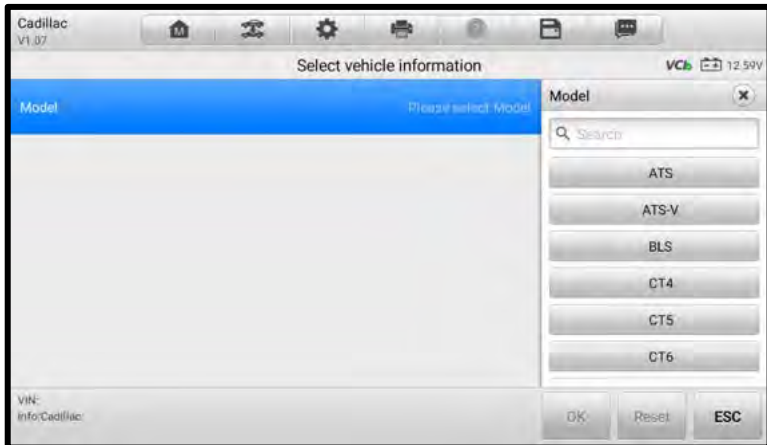 Cadillac
V1.07
M
Select vehicle information
VCI 12.59V
Model
Please select Model
Model
Search
ATS
ATS-V
BLS
CT4
CT5
CT6
VIN:
Info:Cadillac
OK
Reset
ESC